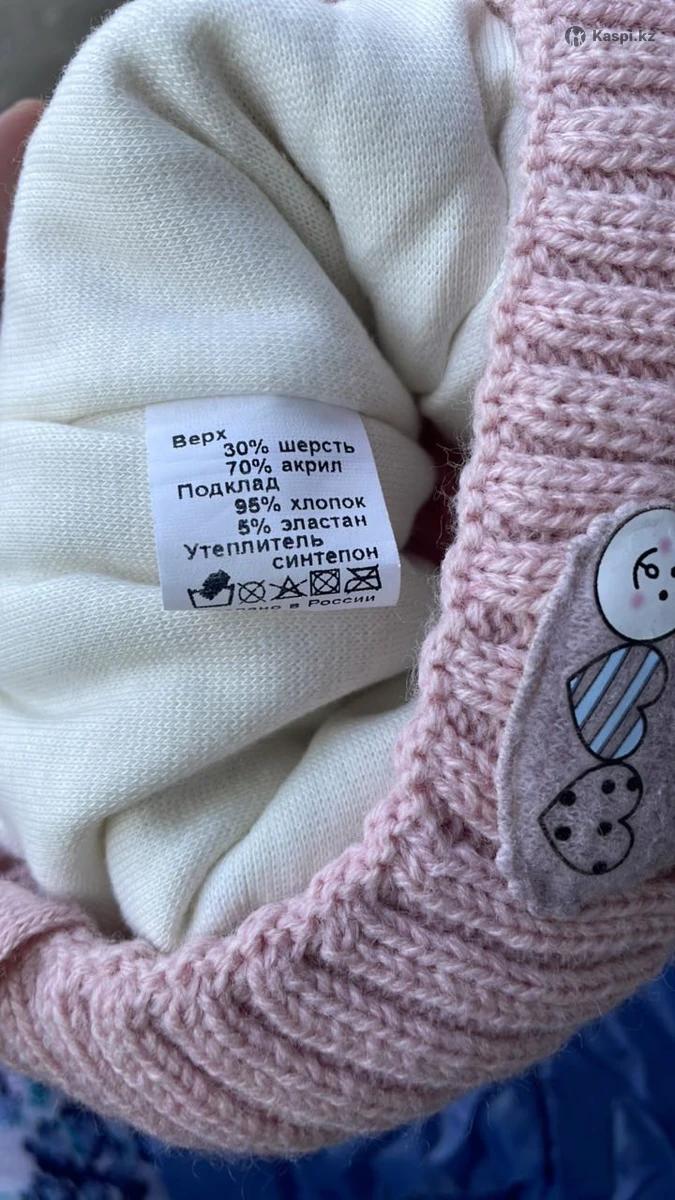 Kaspi.kz
Верх
30% шерсть
70% акрил
Подклад
95% хлопок
5% эластан
Утеплитель
синтепон
в России